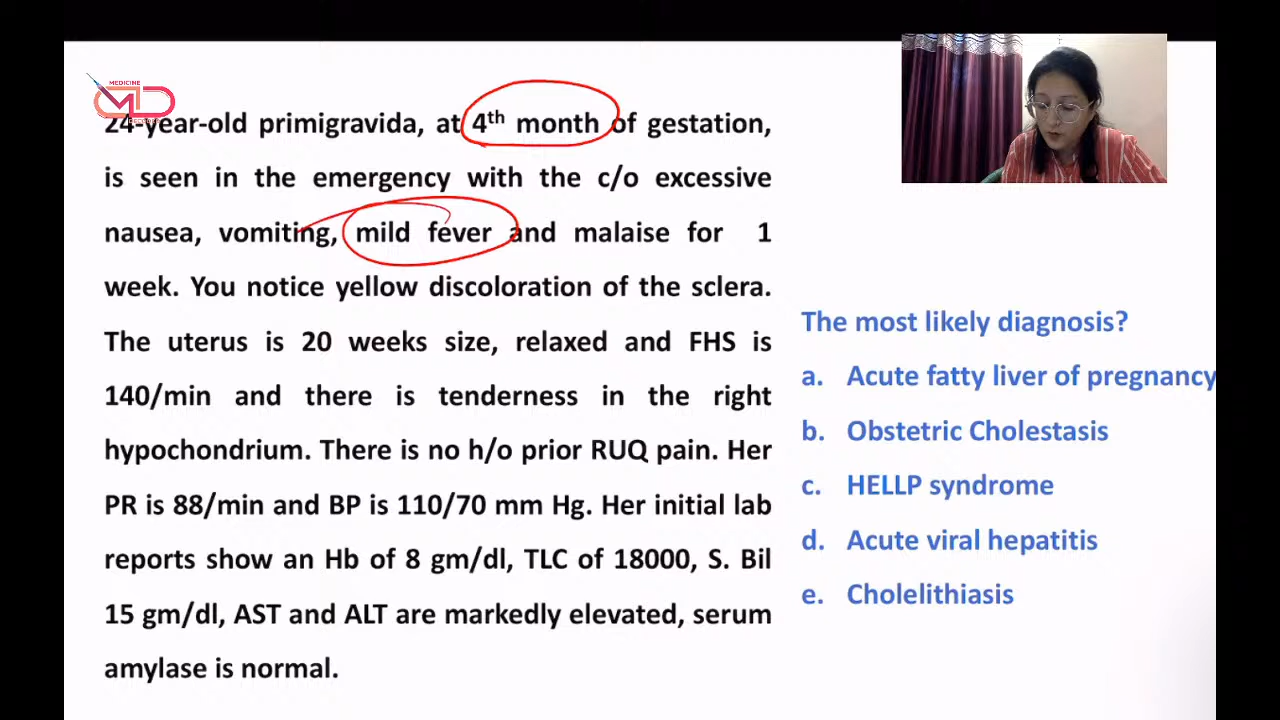 MEDICINE
MD
24-year-old primigravida, at 4th month of gestation,
is seen in the emergency with the c/o excessive
nausea, vomiting, mild fever and malaise for 1
week. You notice yellow discoloration of the sclera.
The uterus is 20 weeks size, relaxed and FHS is
140/min and there is tenderness in the right
hypochondrium. There is no h/o prior RUQ pain. Her
PR is 88/min and BP is 110/70 mm Hg. Her initial lab
reports show an Hb of 8 gm/dl, TLC of 18000, S. Bil
15 gm/dl, AST and ALT are markedly elevated, serum
amylase is normal.
The most likely diagnosis?
a. Acute fatty liver of pregnancy
b. Obstetric Cholestasis
c. HELLP syndrome
d. Acute viral hepatitis
e. Cholelithiasis